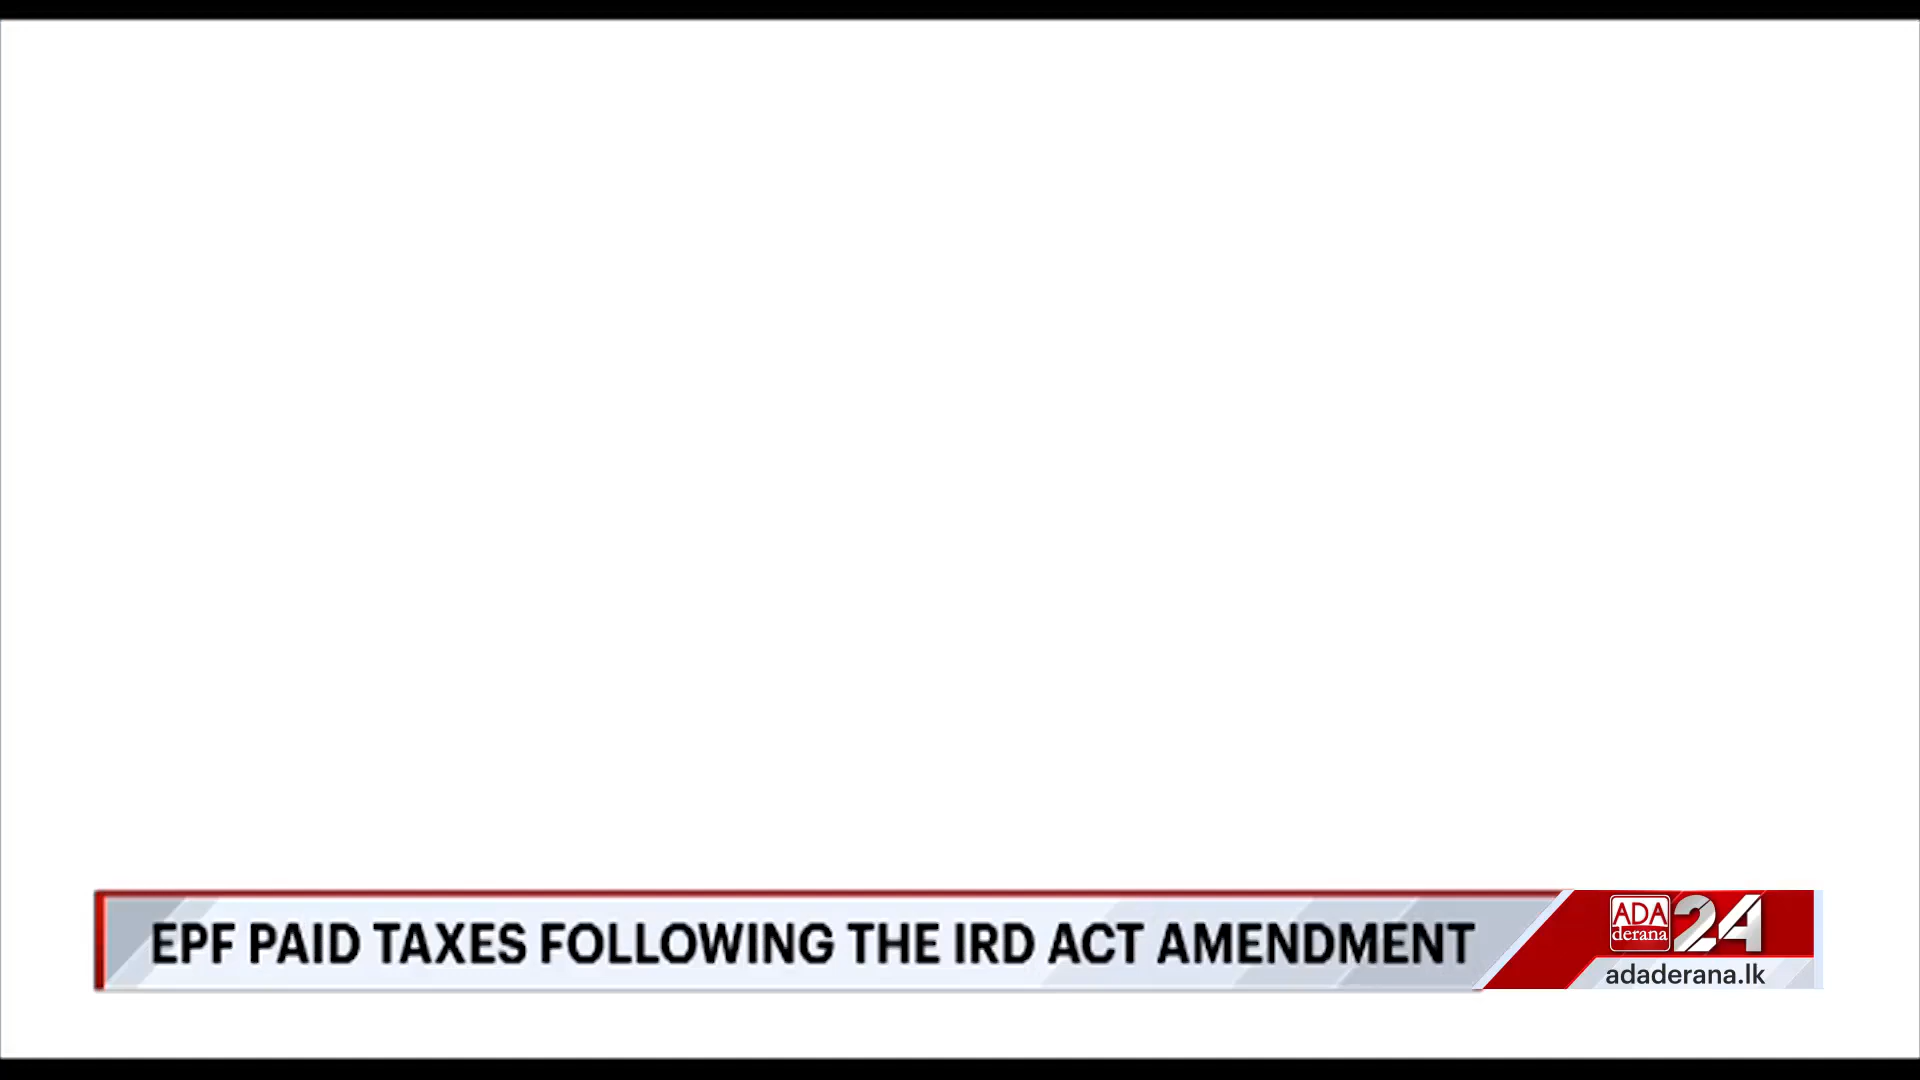 EPF PAID TAXES FOLLOWING THE IRD ACT AMENDMENT
ADA
derana
24
adaderana.lk